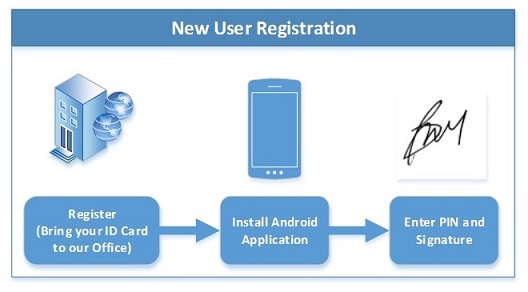 New User Registration
Register
(Bring your ID Card
to our Office)
Install Android
Application
Enter PIN and
Signature